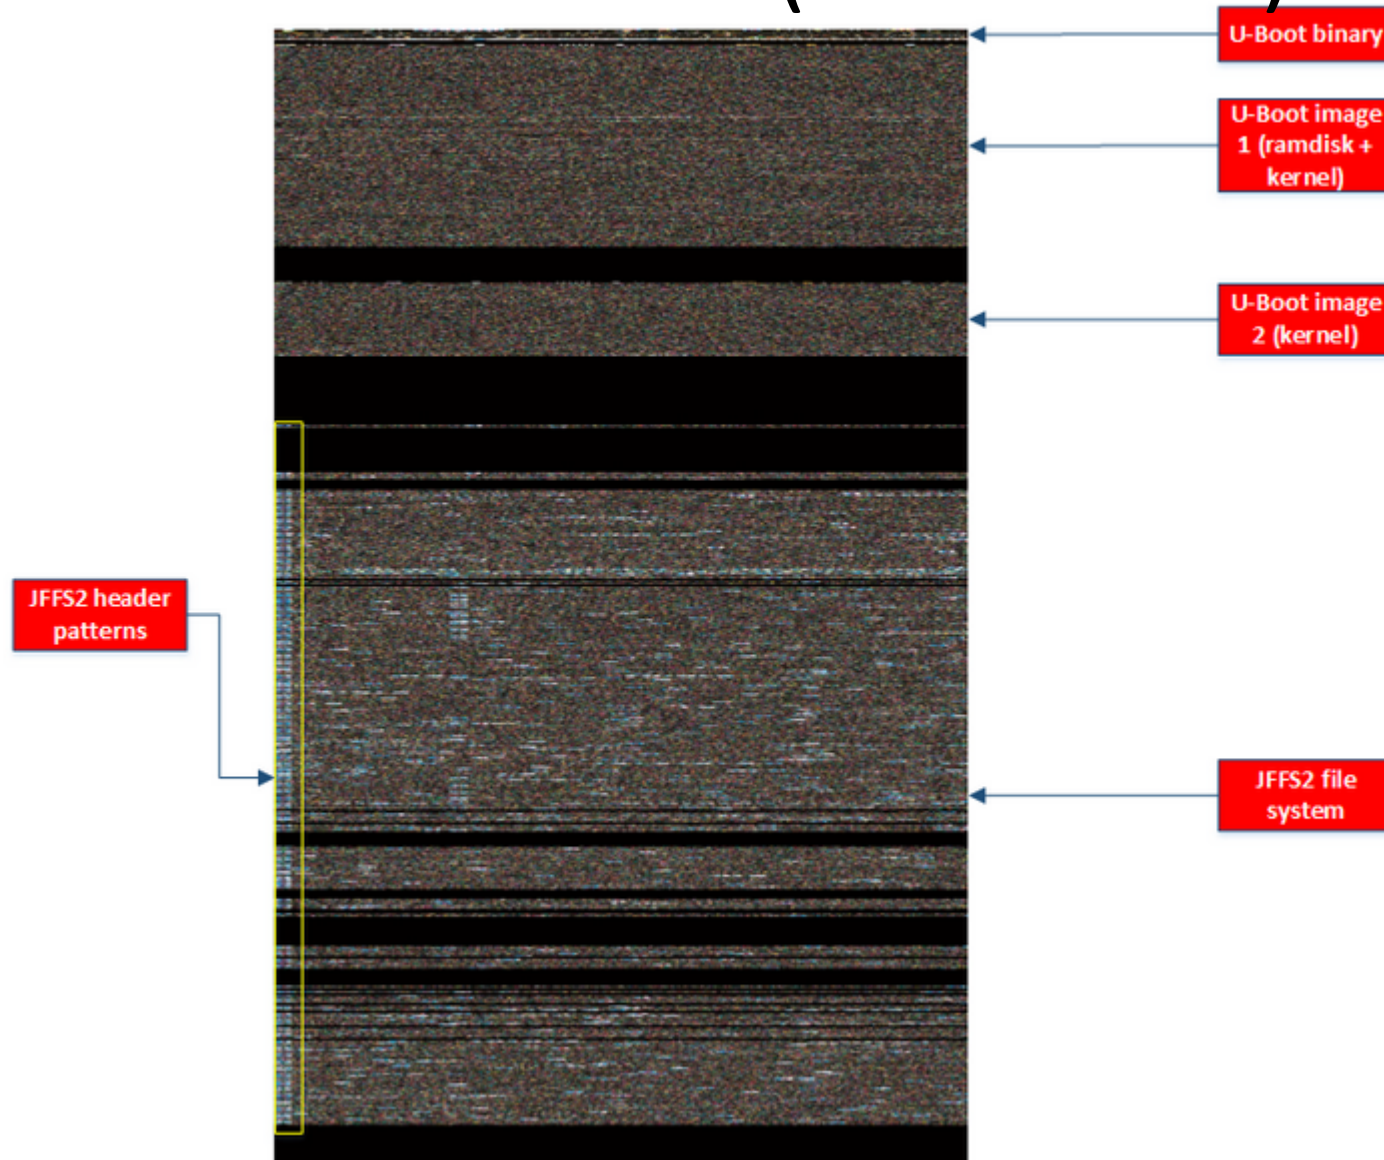 U-Boot binary
U-Boot image
1 (ramdisk +
kernel)
U-Boot image
2 (kernel)
JFFS2 header
patterns
JFFS2 file
system